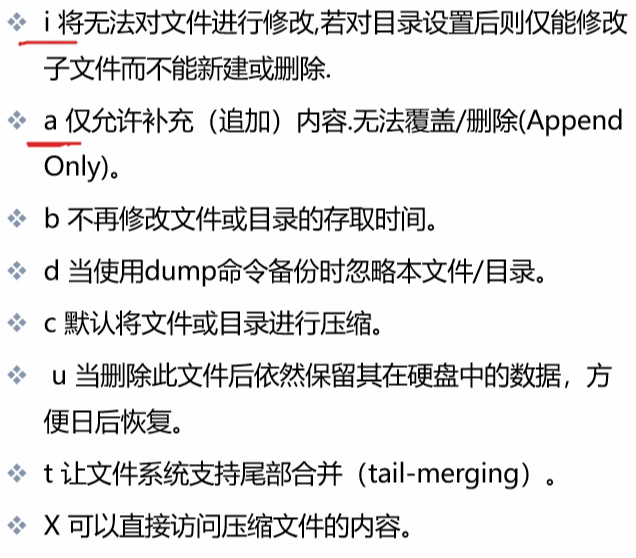 i 将无法对文件进行修改,若对目录设置后则仅能修改
子文件而不能新建或删除.
a 仅允许补充（追加）内容.无法覆盖/删除(Append
Only)。
b 不再修改文件或目录的存取时间。
d 当使用dump命令备份时忽略本文件/目录。
c 默认将文件或目录进行压缩。
u 当删除此文件后依然保留其在硬盘中的数据，方
便日后恢复。
t 让文件系统支持尾部合并（tail-merging）。
X 可以直接访问压缩文件的内容。